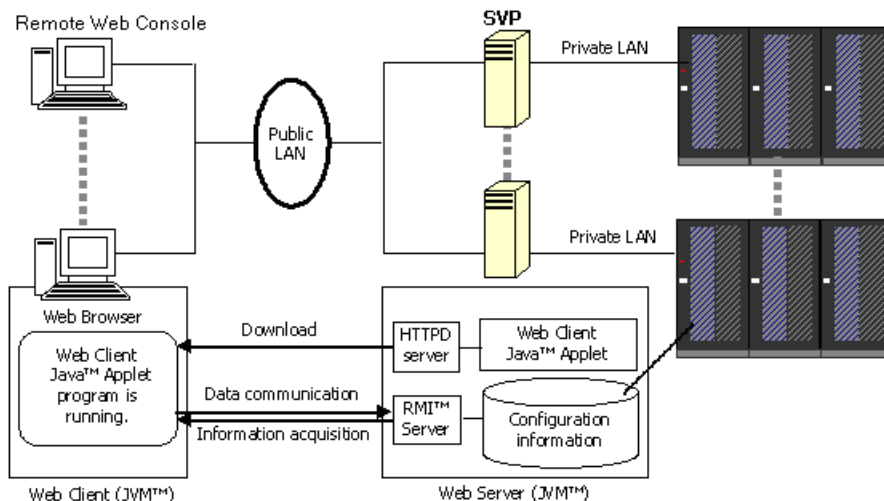 Remote Web Console
SVP
Private LAN
Public
LAN
Private LAN
Web Browser
Web Client
Java™ Applet
program is
running.
Download
HTTPD
server
Web Client
Java™ Applet
Data communication
Information acquisition
RMI™
Server
Configuration
information
Web Client (JVM™)
Web Server (JVM™)